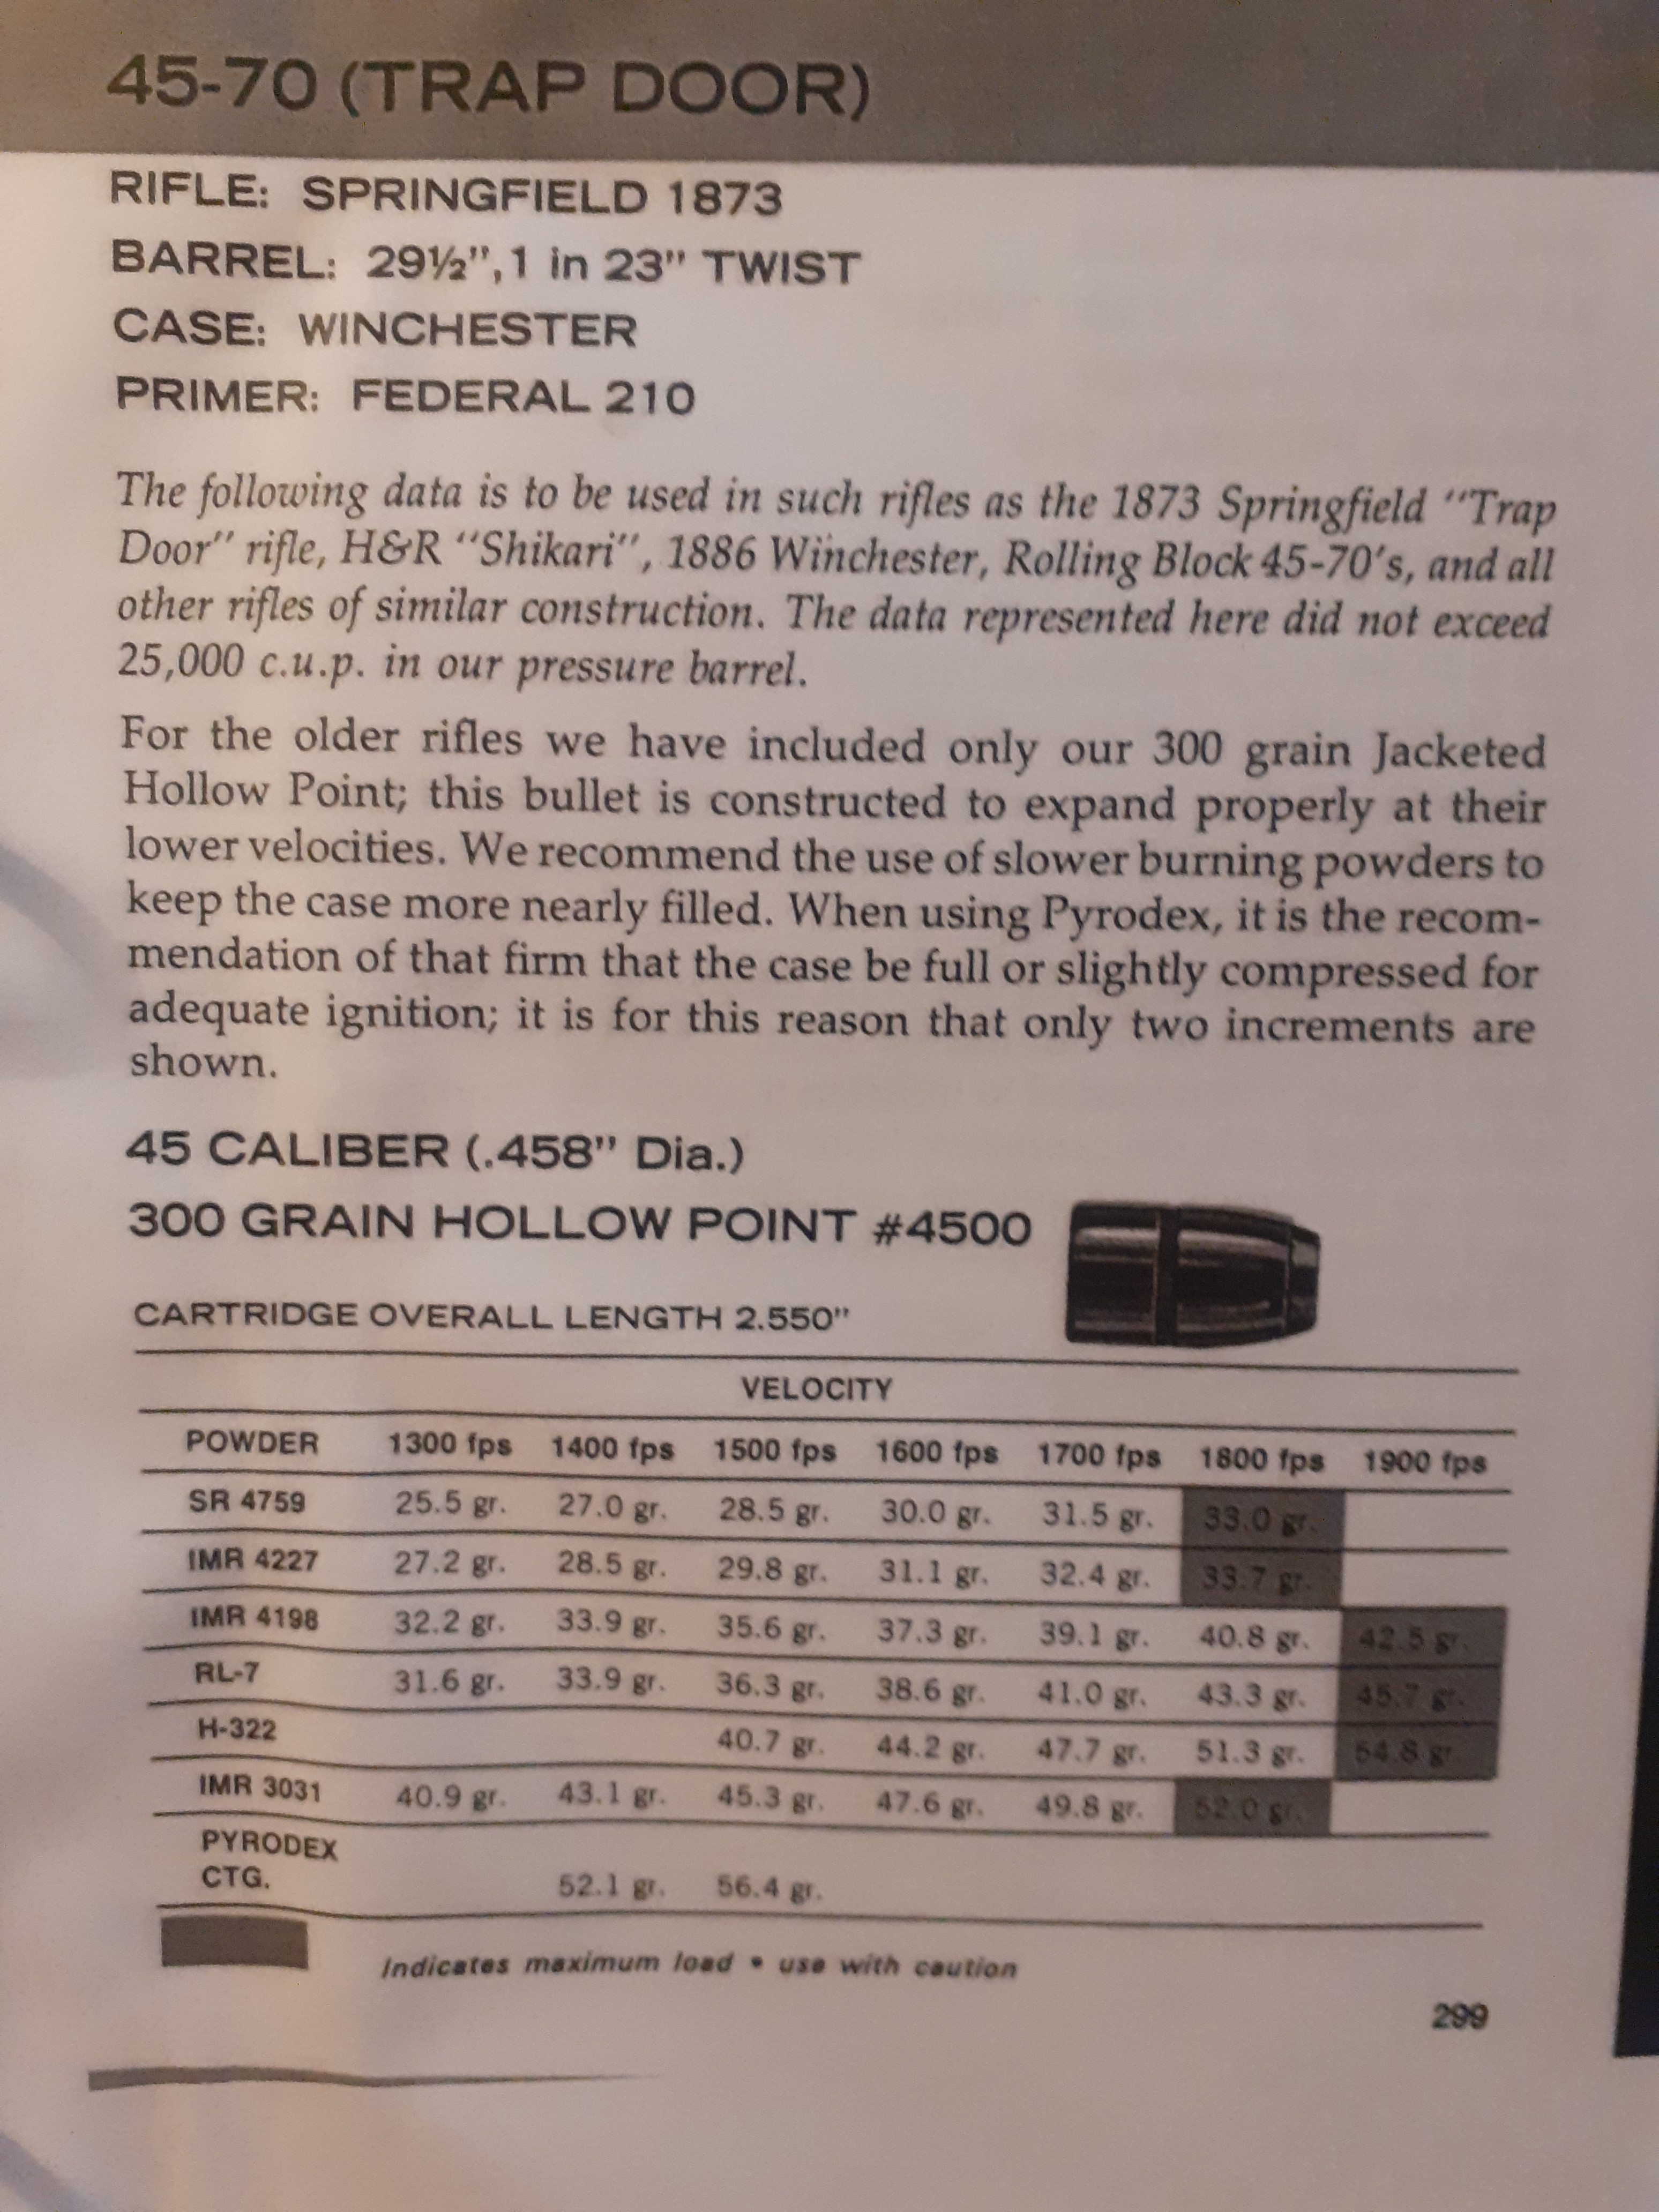 45-70 (TRAP DOOR)
RIFLE: SPRINGFIELD 1873
BARREL: 29½", 1 in 23" TWIST
CASE: WINCHESTER
PRIMER: FEDERAL 210
The following data is to be used in such rifles as the 1873 Springfield "Trap
Door" rifle, H&R "Shikari", 1886 Winchester, Rolling Block 45-70's, and all
other rifles of similar construction. The data represented here did not exceed
25,000 c.u.p. in our pressure barrel.
For the older rifles we have included only our 300 grain Jacketed
Hollow Point; this bullet is constructed to expand properly at their
lower velocities. We recommend the use of slower burning powders to
keep the case more nearly filled. When using Pyrodex, it is the recom-
mendation of that firm that the case be full or slightly compressed for
adequate ignition; it is for this reason that only two increments are
shown.
45 CALIBER (.458" Dia.)
300 GRAIN HOLLOW POINT #4500
CARTRIDGE OVERALL LENGTH 2.550"
VELOCITY
POWDER 1300 fps 1400 fps 1500 fps 1600 fps 1700 fps 1800 fps 1900 fps
SR 4759 25.5 gr. 27.0 gr. 28.5 gr. 30.0 gr. 31.5 gr. 33.0 gr.
IMR 4227 27.2 gr. 28.5 gr. 29.8 gr. 31.1 gr. 32.4 gr. 33.7 gr.
IMR 4198 32.2 gr. 33.9 gr. 35.6 gr. 37.3 gr. 39.1 gr. 40.8 gr. 42.5 gr.
RL-7 31.6 gr. 33.9 gr. 36.3 gr. 38.6 gr. 41.0 gr. 43.3 gr. 45.7 gr.
H-322 40.7 gr. 44.2 gr. 47.7 gr. 51.3 gr. 54.8 gr.
IMR 3031 40.9 gr. 43.1 gr. 45.3 gr. 47.6 gr. 49.8 gr. 52.0 gr.
PYRODEX
CTG. 52.1 gr. 56.4 gr.
Indicates maximum load • use with caution
299